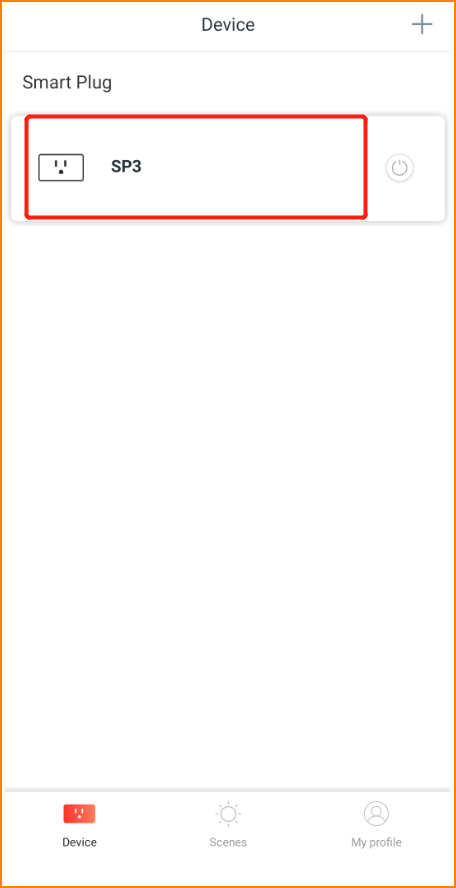 Device
Smart Plug
SP3
Device
Scenes
My profile